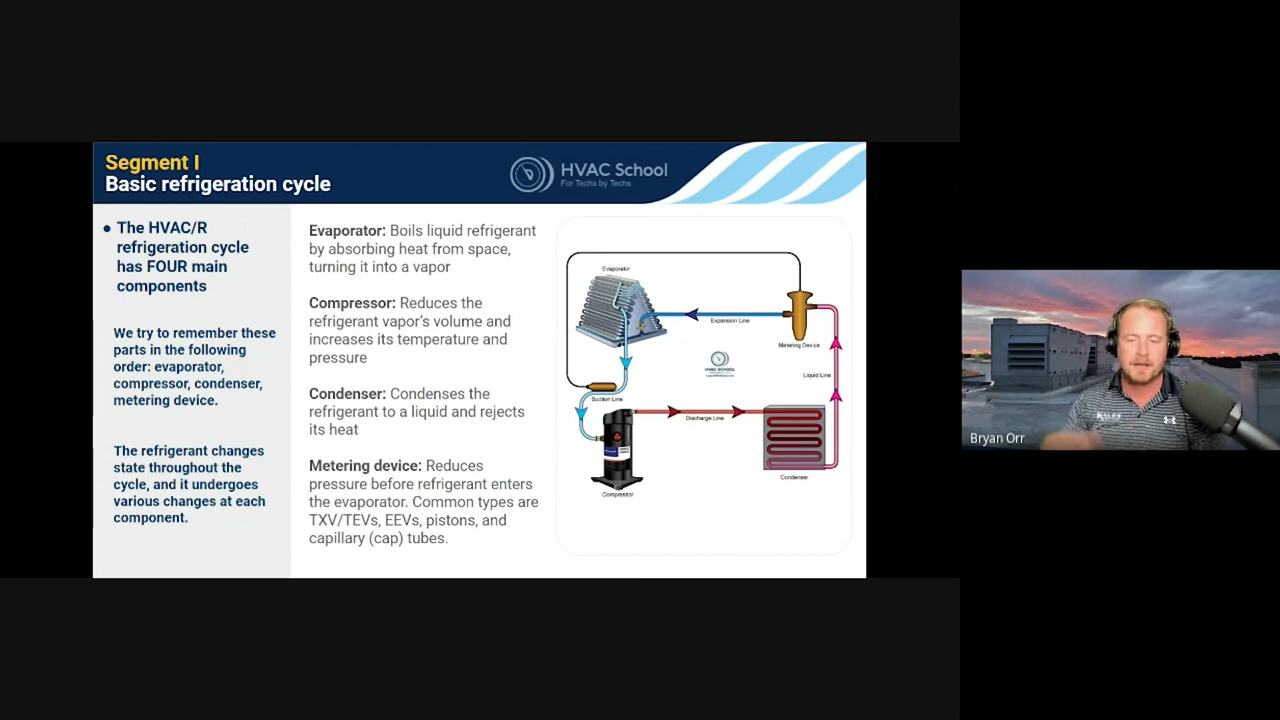 Segment I
Basic refrigeration cycle
HVAC School
For Techs by Techs
• The HVAC/R
refrigeration cycle
has FOUR main
components
We try to remember these
parts in the following
order: evaporator,
compressor, condenser,
metering device.
The refrigerant changes
state throughout the
cycle, and it undergoes
various changes at each
component.
Evaporator: Boils liquid refrigerant
by absorbing heat from space,
turning it into a vapor
Compressor: Reduces the
refrigerant vapor's volume and
increases its temperature and
pressure
Condenser: Condenses the
refrigerant to a liquid and rejects
its heat
Metering device: Reduces
pressure before refrigerant enters
the evaporator. Common types are
TXV/TEVs, EEVs, pistons, and
capillary (cap) tubes.
Evaporator
Expansion Line
Metering Device
HVAC SCHOOL
Liquid Line
Suction Line
Discharge Line
Condenser
Compressor
KALOS
Bryan Orr